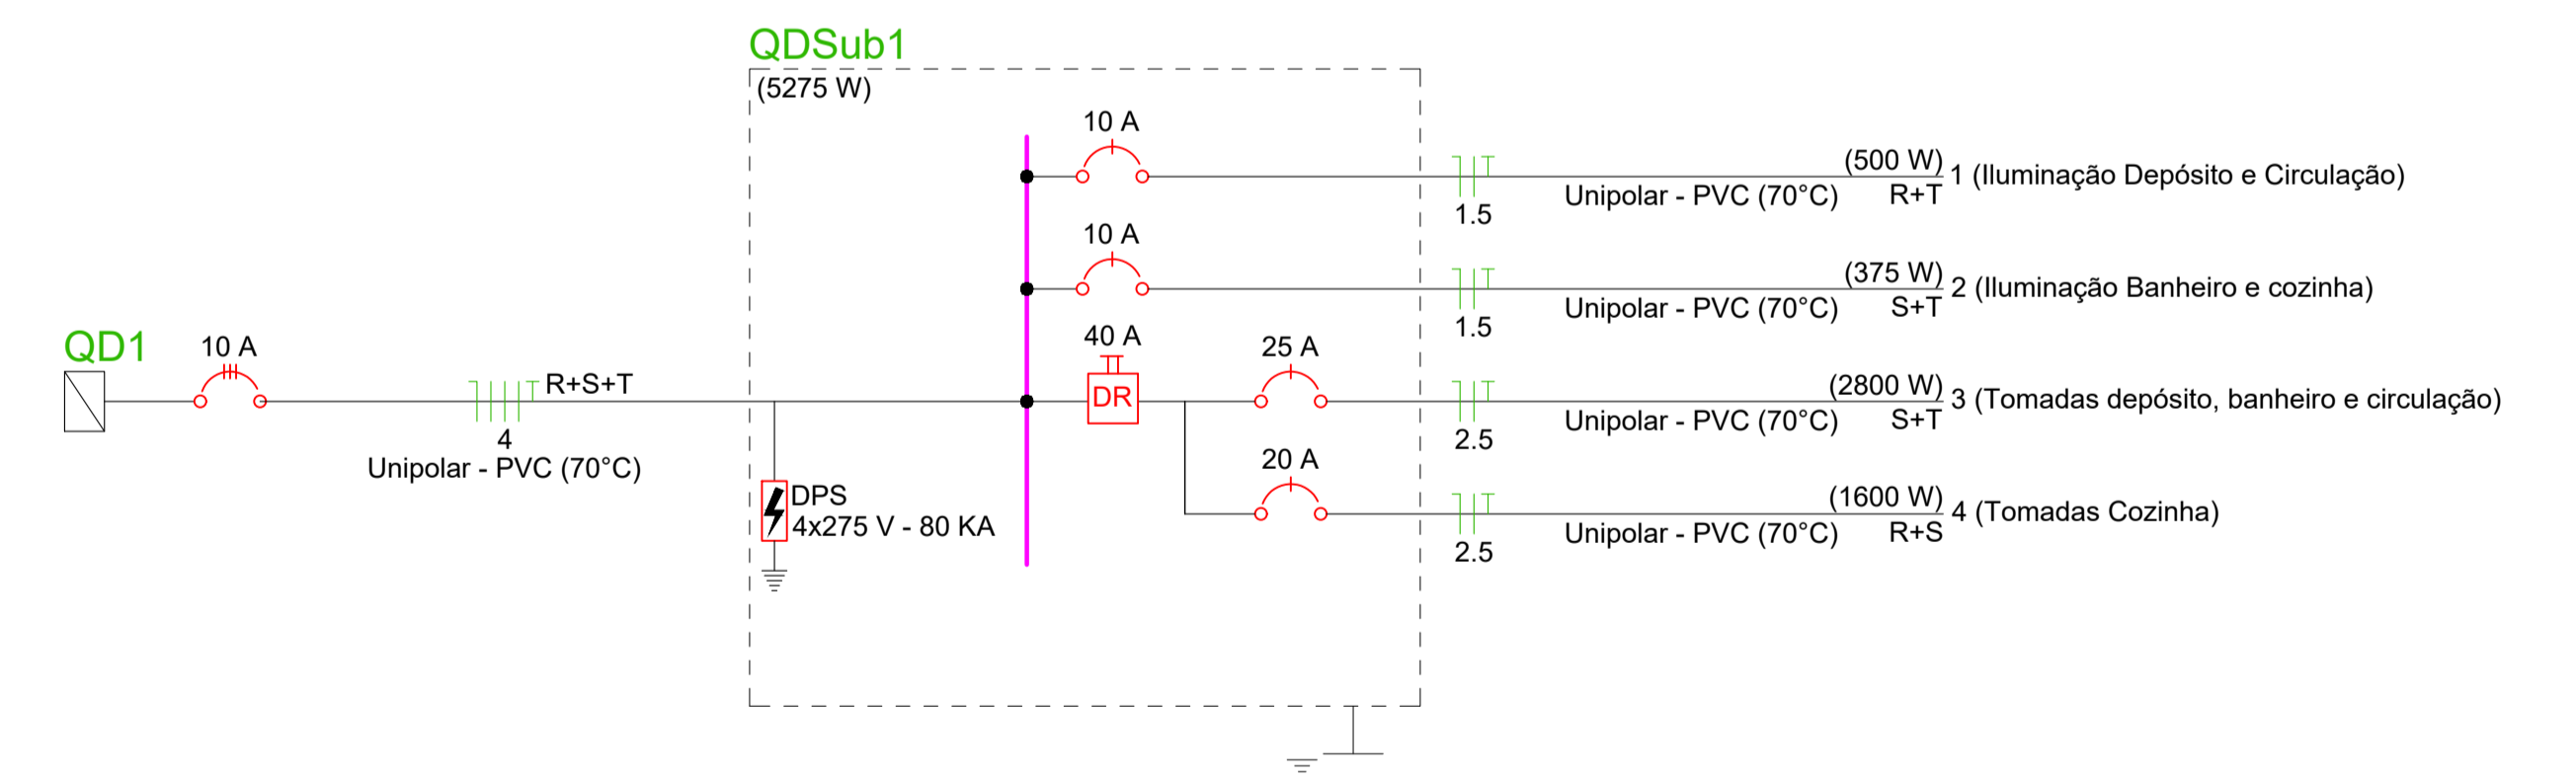 QDSub1
(5275 W)
10 A
(500 W)
1 (Iluminação Depósito e Circulação)
Unipolar - PVC (70°C)
R+T
1.5
10 A
(375 W)
2 (Iluminação Banheiro e cozinha)
Unipolar - PVC (70°C)
S+T
1.5
QD1
10 A
R+S+T
4
Unipolar - PVC (70°C)
40 A
DR
25 A
(2800 W)
3 (Tomadas depósito, banheiro e circulação)
Unipolar - PVC (70°C)
S+T
2.5
20 A
(1600 W)
4 (Tomadas Cozinha)
Unipolar - PVC (70°C)
R+S
2.5
DPS
4x275 V - 80 KA